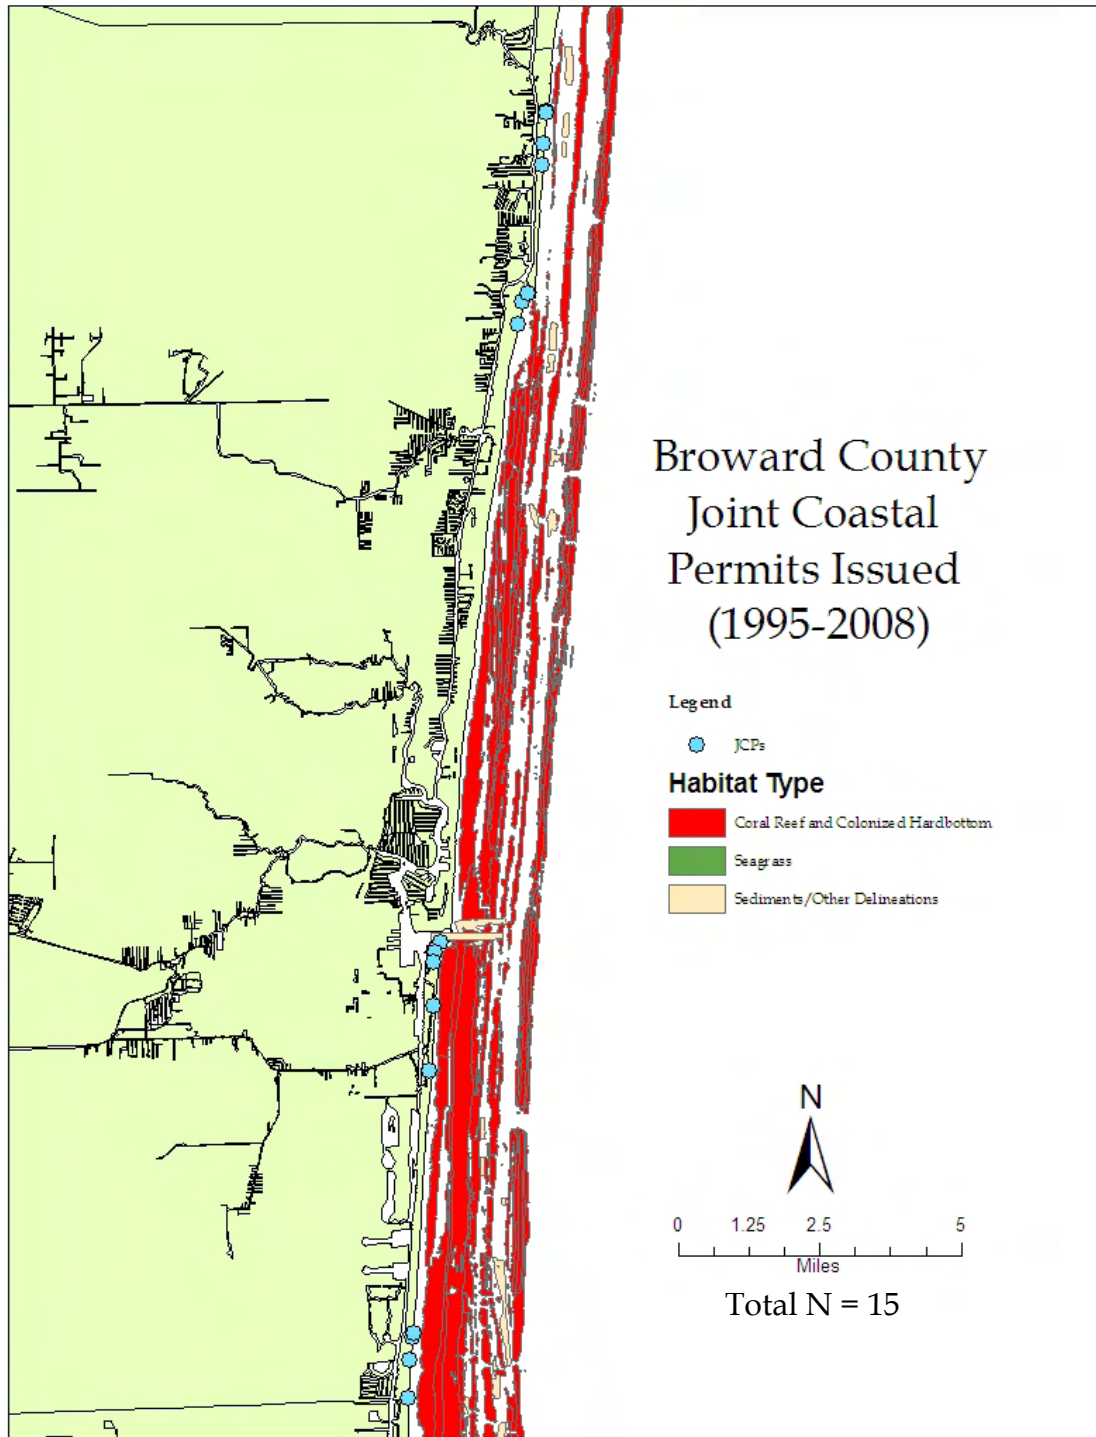 Broward County
Joint Coastal
Permits Issued
(1995-2008)
Legend
JCPs
Habitat Type
Coral Reef and Colonized Hardbottom
Seagrass
Sediments/Other Delineations
N
0 1.25 2.5 5
Miles
Total N = 15